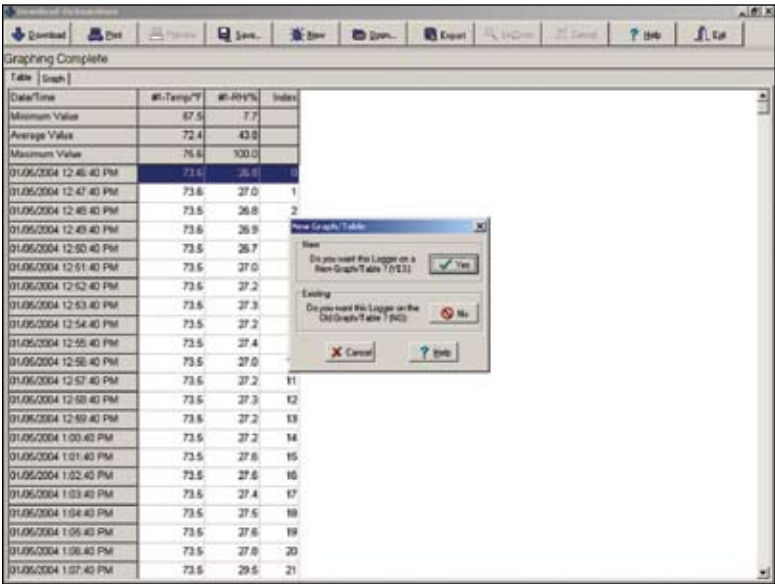 Download Print Save... New Open... Export Help Exit
Graphing Complete
Table Graph
Date/Time #1-Temp/°F #1-RH/% Index
Minimum Value 67.5 7.7
Average Value 72.4 43.8
Maximum Value 76.6 100.0
01/06/2004 12:46:40 PM 73.6 26.8 0
01/06/2004 12:47:40 PM 73.6 27.0 1
01/06/2004 12:48:40 PM 73.5 26.8 2
01/06/2004 12:49:40 PM 73.6 26.9
01/06/2004 12:50:40 PM 73.5 26.7
01/06/2004 12:51:40 PM 73.5 27.0
01/06/2004 12:52:40 PM 73.5 27.2
01/06/2004 12:53:40 PM 73.5 27.3
01/06/2004 12:54:40 PM 73.5 27.2
01/06/2004 12:55:40 PM 73.5 27.4
01/06/2004 12:56:40 PM 73.5 27.0
01/06/2004 12:57:40 PM 73.5 27.2 11
01/06/2004 12:58:40 PM 73.5 27.3 12
01/06/2004 12:59:40 PM 73.5 27.2 13
01/06/2004 1:00:40 PM 73.5 27.2 14
01/06/2004 1:01:40 PM 73.5 27.6 15
01/06/2004 1:02:40 PM 73.5 27.6 16
01/06/2004 1:03:40 PM 73.5 27.4 17
01/06/2004 1:04:40 PM 73.5 27.5 18
01/06/2004 1:05:40 PM 73.5 27.6 19
01/06/2004 1:06:40 PM 73.5 27.8 20
01/06/2004 1:07:40 PM 73.5 29.5 21
New Graph/Table
New
Do you want this Logger on a
New Graph/Table ? (YES)
Yes
Existing
Do you want this Logger on the
Old Graph/Table ? (NO)
No
Cancel Help